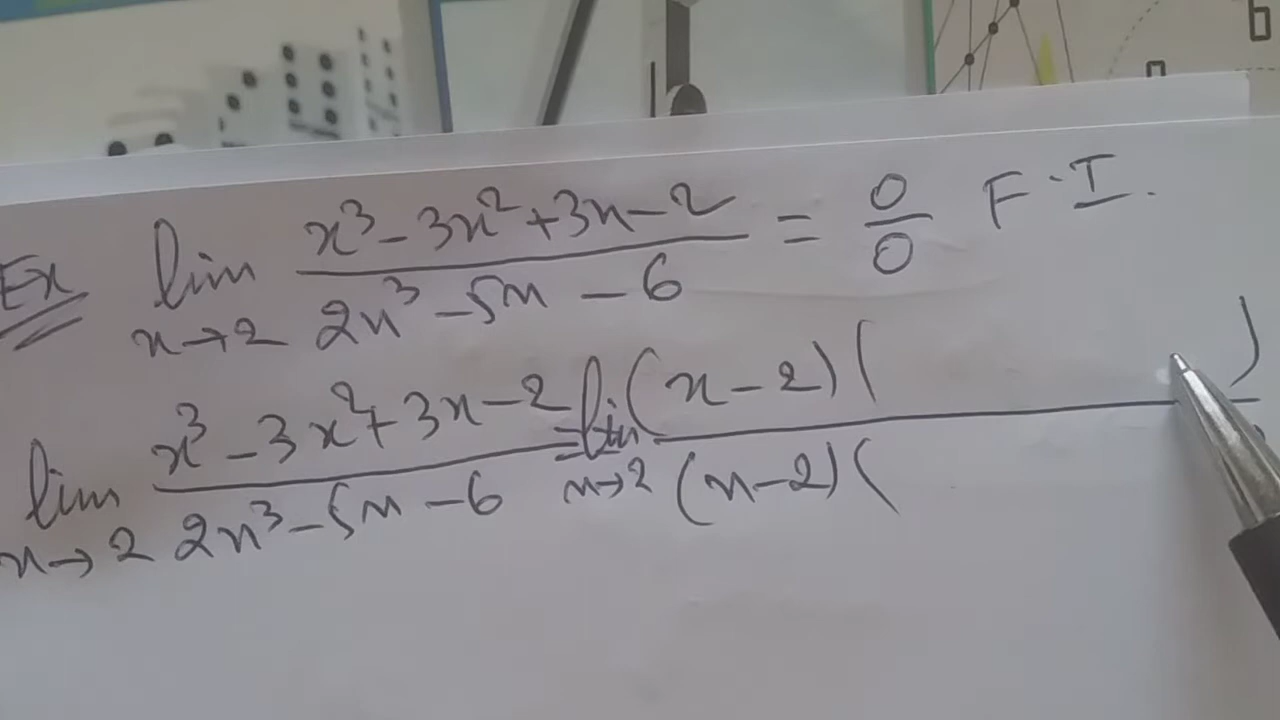 Ex lim x→2 (x³ - 3x² + 3x - 2)/(2x³ - 5x - 6) = 0/0 F.I.
lim x→2 (x³ - 3x² + 3x - 2)/(2x³ - 5x - 6) = lim x→2 (x - 2)( )/(x - 2)(
6